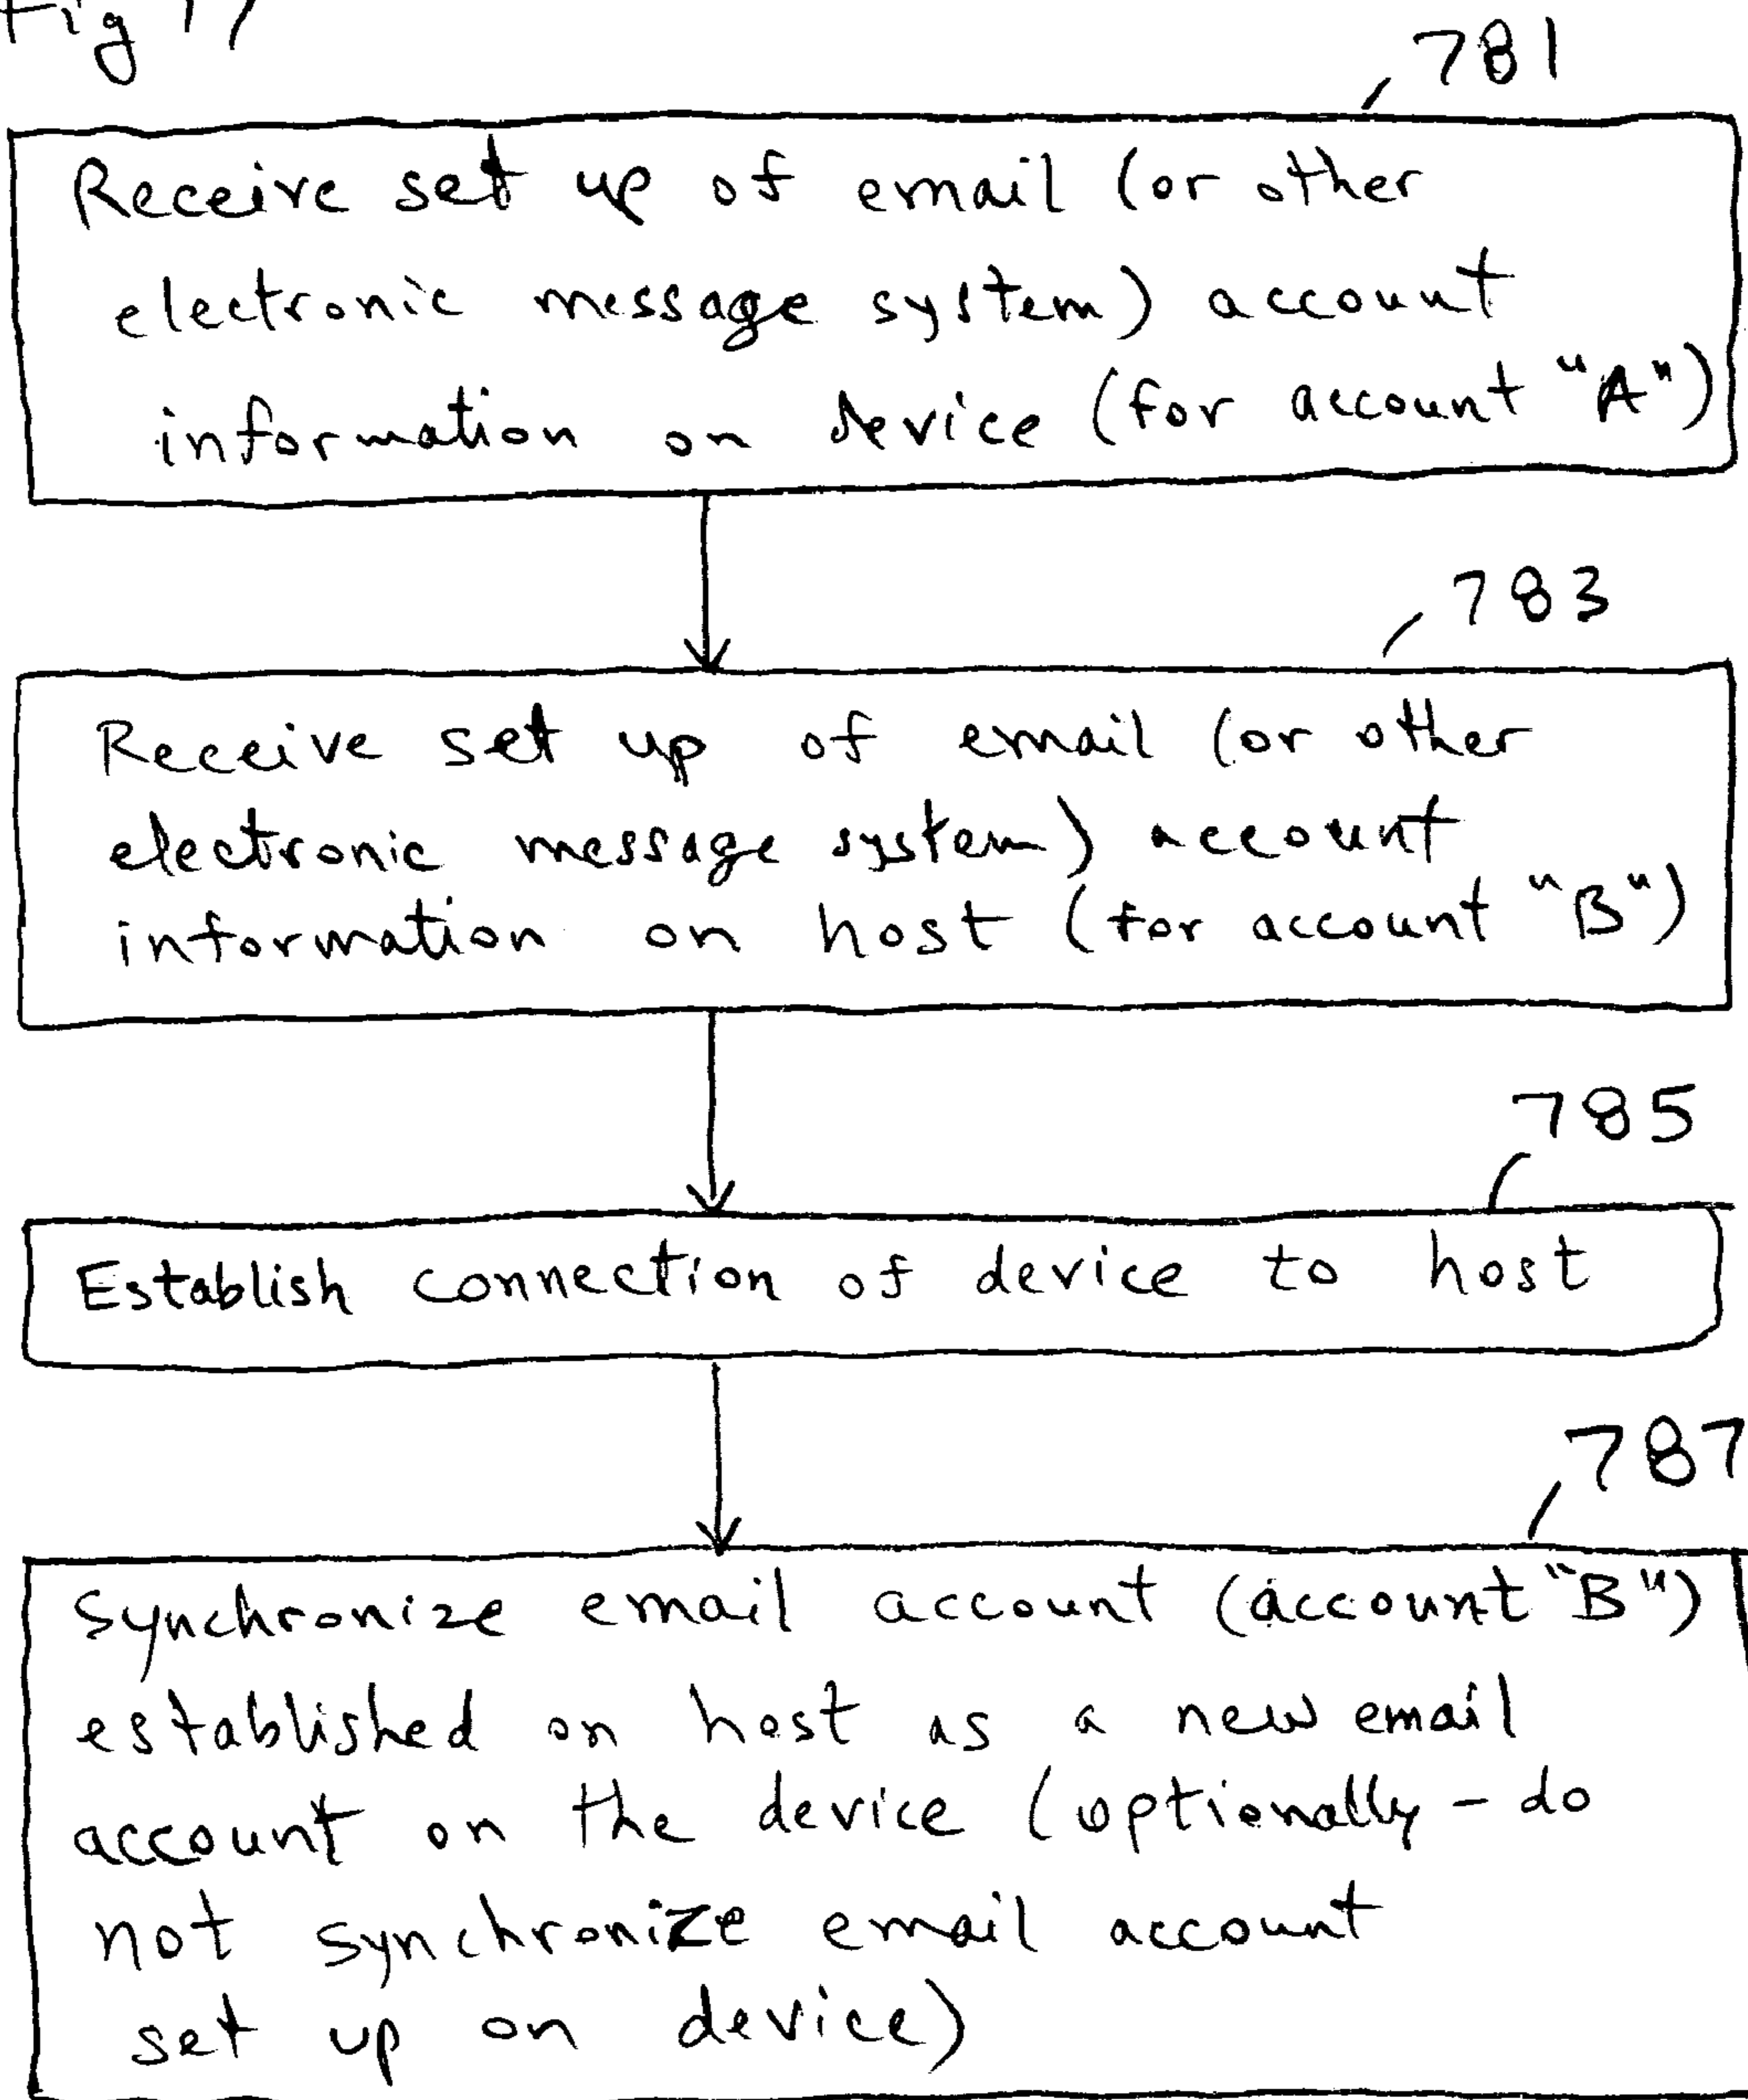 Fig 17
781
Receive set up of email (or other
electronic message system) account
information on device (for account "A")
783
Receive set up of email (or other
electronic message system) account
information on host (for account "B")
785
Establish connection of device to host
787
Synchronize email account (account "B")
established on host as a new email
account on the device (optionally - do
not synchronize email account
set up on device)